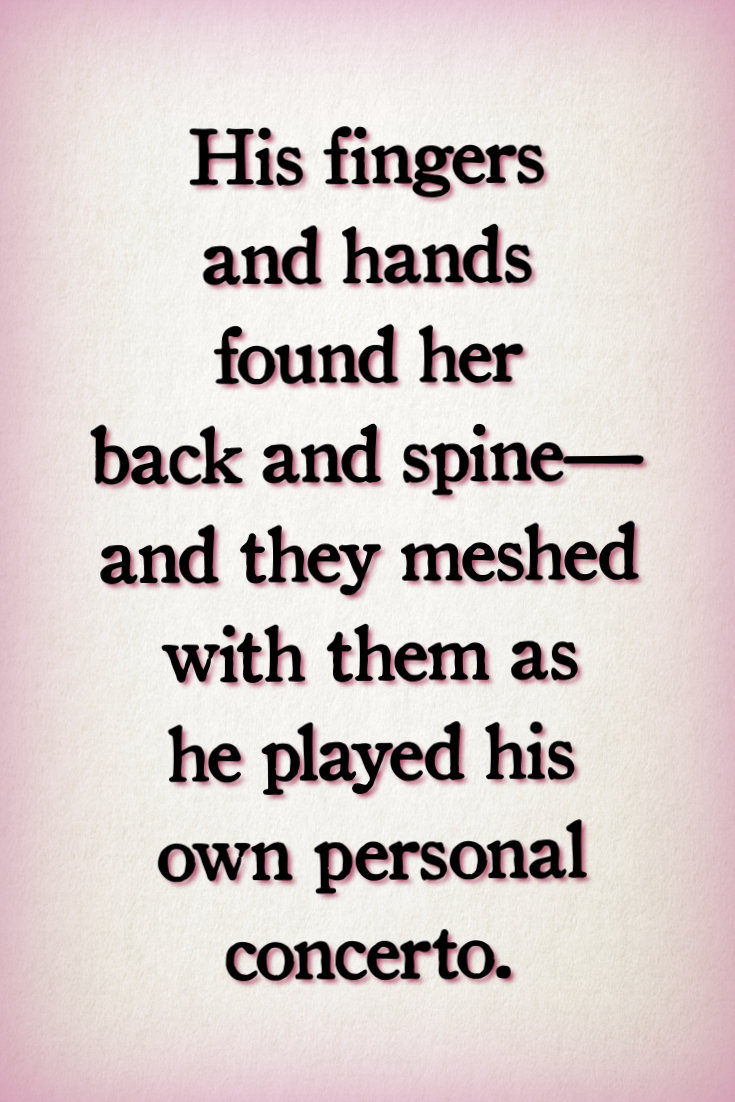 His fingers
and hands
found her
back and spine—
and they meshed
with them as
he played his
own personal
concerto.